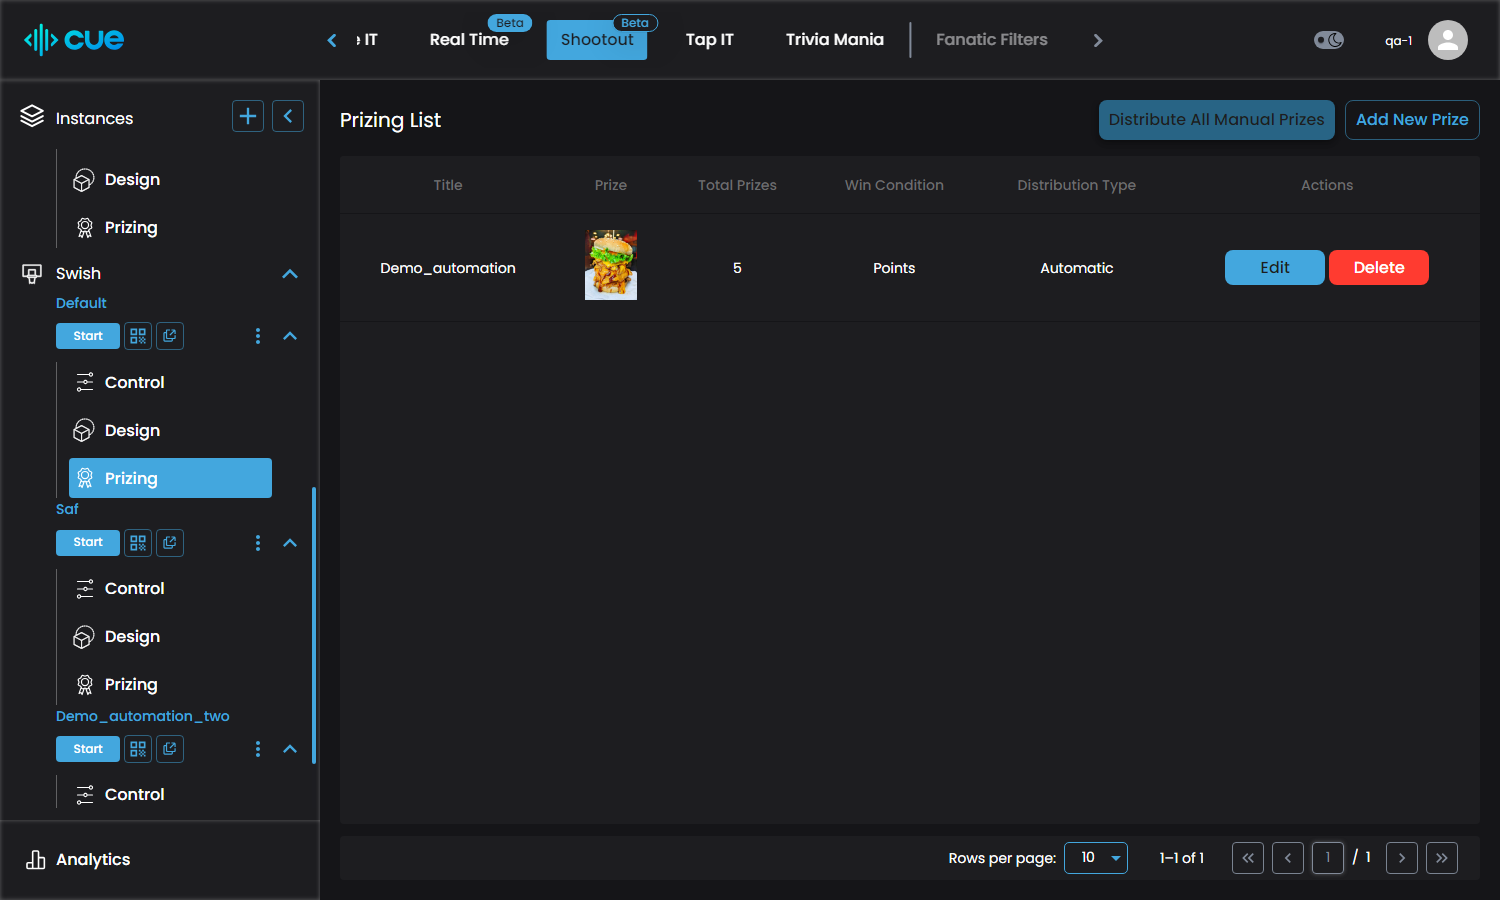 cue
e IT
Real Time
Beta
Shootout
Beta
Tap IT
Trivia Mania
Fanatic Filters
qa-1
Instances
Design
Prizing
Swish
Default
Start
Control
Design
Prizing
Saf
Start
Control
Design
Prizing
Demo_automation_two
Start
Control
Analytics
Prizing List
Distribute All Manual Prizes
Add New Prize
Title Prize Total Prizes Win Condition Distribution Type Actions
Demo_automation 5 Points Automatic Edit Delete
Rows per page: 10 1-1 of 1 1 / 1